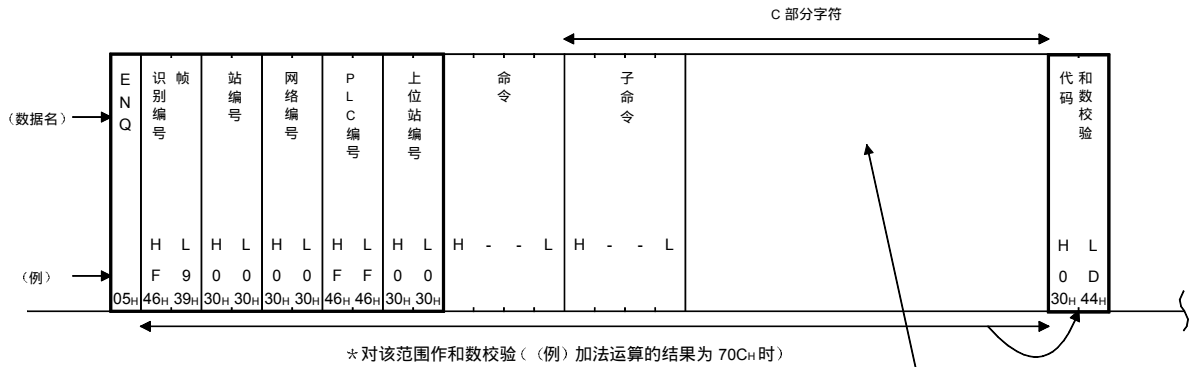 C 部分字符
(数据名)
ENQ
帧识别编号
站编号
网络编号
PLC编号
上位站编号
命令
子命令
和数校验代码
H L H L H L H L H L H - - L H - - L H L
(例)
F 9 0 0 0 0 F F 0 0 0 D
05H 46H 39H 30H 30H 30H 30H 46H 46H 30H 30H 30H 44H
*对该范围作和数校验((例)加法运算的结果为 70CH 时)